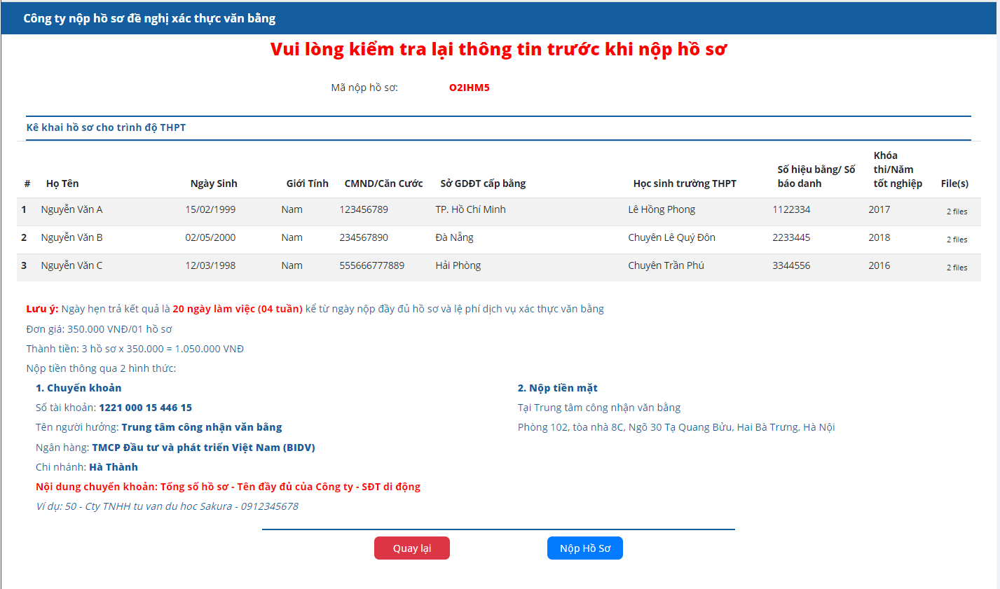 Công ty nộp hồ sơ đề nghị xác thực văn bằng
Vui lòng kiểm tra lại thông tin trước khi nộp hồ sơ
Mã nộp hồ sơ: O2IHM5
Kê khai hồ sơ cho trình độ THPT
# Họ Tên Ngày Sinh Giới Tính CMND/Căn Cước Sở GDĐT cấp bằng Học sinh trường THPT Số hiệu bằng/ Số báo danh Khóa thi/Năm tốt nghiệp File(s)
1 Nguyễn Văn A 15/02/1999 Nam 123456789 TP. Hồ Chí Minh Lê Hồng Phong 1122334 2017 2 files
2 Nguyễn Văn B 02/05/2000 Nam 234567890 Đà Nẵng Chuyên Lê Quý Đôn 2233445 2018 2 files
3 Nguyễn Văn C 12/03/1998 Nam 555666777889 Hải Phòng Chuyên Trần Phú 3344556 2016 2 files
Lưu ý: Ngày hẹn trả kết quả là 20 ngày làm việc (04 tuần) kể từ ngày nộp đầy đủ hồ sơ và lệ phí dịch vụ xác thực văn bằng
Đơn giá: 350.000 VNĐ/01 hồ sơ
Thành tiền: 3 hồ sơ x 350.000 = 1.050.000 VNĐ
Nộp tiền thông qua 2 hình thức:
1. Chuyển khoản
Số tài khoản: 1221 000 15 446 15
Tên người hưởng: Trung tâm công nhận văn bằng
Ngân hàng: TMCP Đầu tư và phát triển Việt Nam (BIDV)
Chi nhánh: Hà Thành
Nội dung chuyển khoản: Tổng số hồ sơ - Tên đầy đủ của Công ty - SĐT di động
Ví dụ: 50 - Cty TNHH tu van du hoc Sakura - 0912345678
2. Nộp tiền mặt
Tại Trung tâm công nhận văn bằng
Phòng 102, tòa nhà 8C, Ngõ 30 Tạ Quang Bửu, Hai Bà Trưng, Hà Nội
Quay lại
Nộp Hồ Sơ